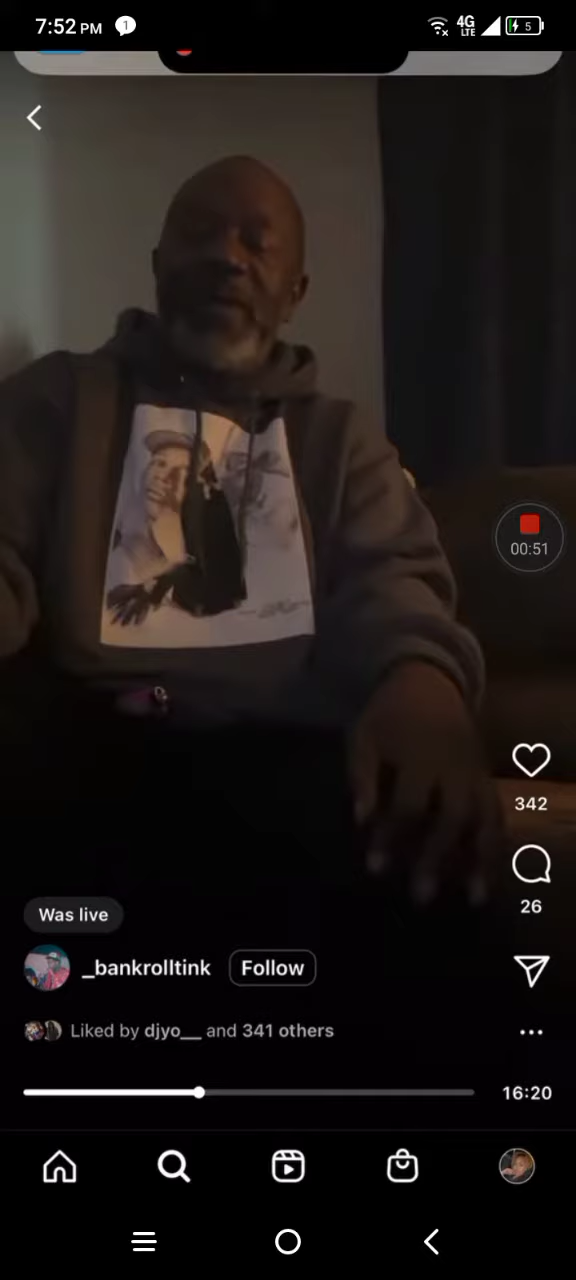 7:52 PM
1
4G
LTE
5
00:51
342
26
Was live
_bankrolltink
Follow
Liked by djyo__ and 341 others
16:20